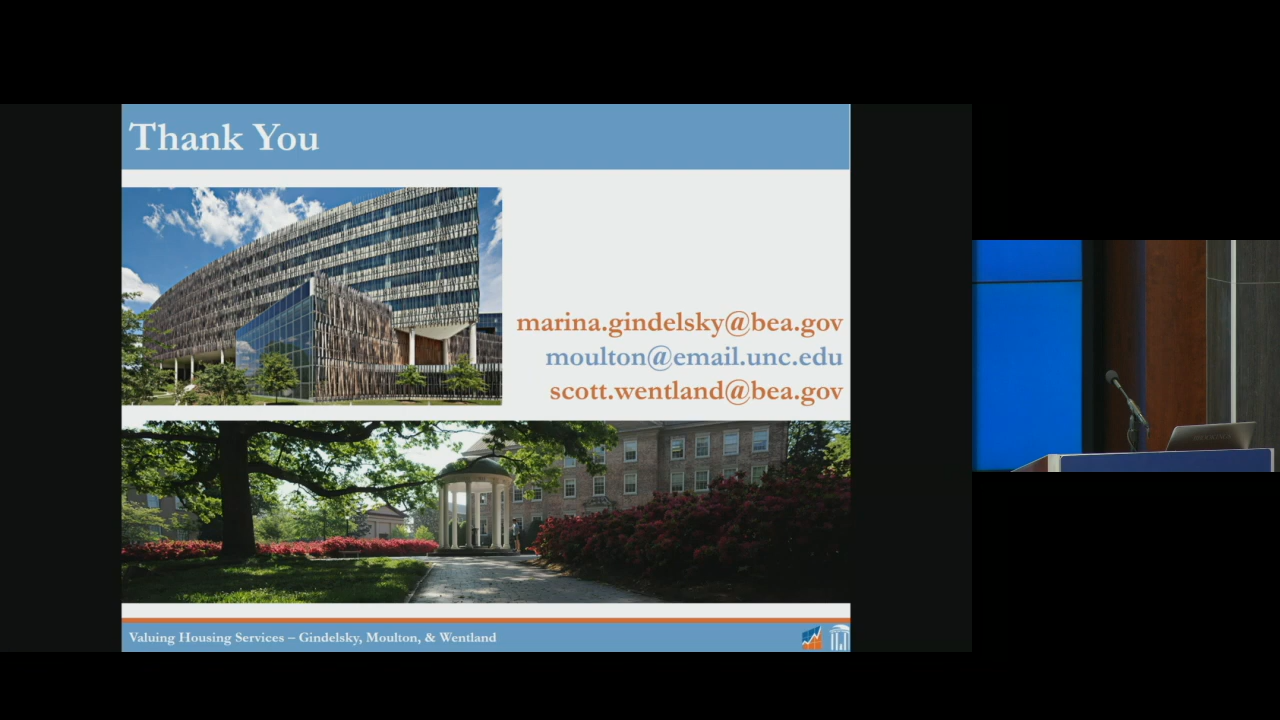 Thank You
marina.gindelsky@bea.gov
moulton@email.unc.edu
scott.wentland@bea.gov
Valuing Housing Services – Gindelsky, Moulton, & Wentland